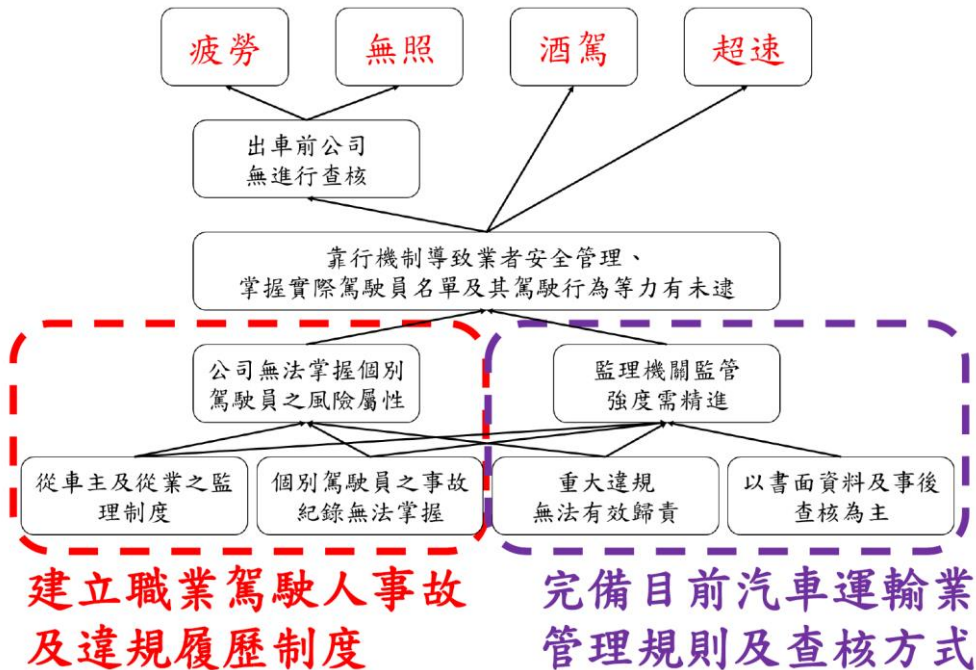 疲勞
無照
酒駕
超速
出車前公司
無進行查核
靠行機制導致業者安全管理、
掌握實際駕駛員名單及其駕駛行為等力有未逮
公司無法掌握個別
駕駛員之風險屬性
監理機關監管
強度需精進
從車主及從業之監
理制度
個別駕駛員之事故
紀錄無法掌握
重大違規
無法有效歸責
以書面資料及事後
查核為主
建立職業駕駛人事故
及違規履歷制度
完備目前汽車運輸業
管理規則及查核方式